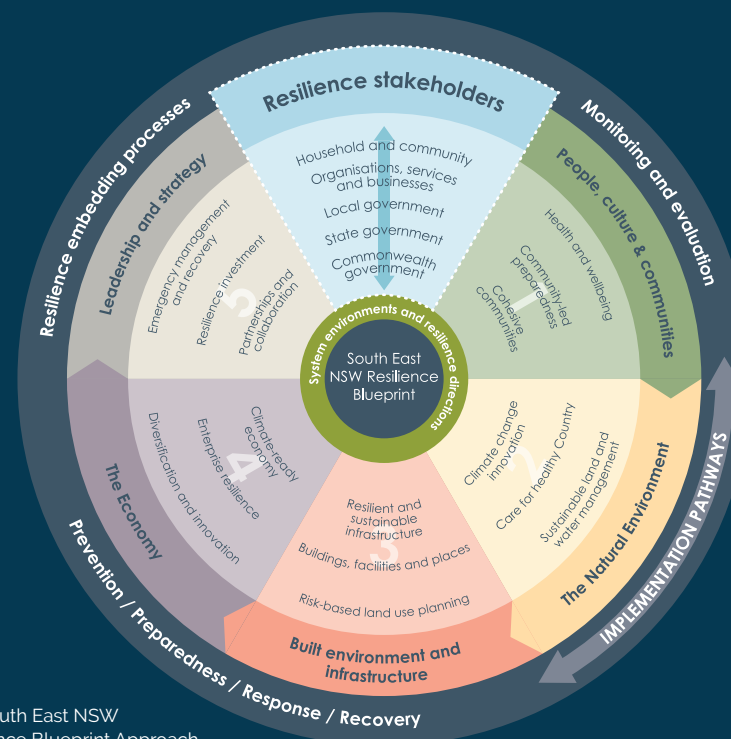 Resilience embedding processes
Monitoring and evaluation
IMPLEMENTATION PATHWAYS
Prevention / Preparedness / Response / Recovery
Resilience stakeholders
Household and community
Organisations, services
and businesses
Local government
State government
Commonwealth
government
People, culture & communities
1
Health and wellbeing
Community-led
preparedness
Cohesive
communities
The Natural Environment
2
Climate change
innovation
Care for healthy Country
Sustainable land and
water management
Built environment and
infrastructure
3
Resilient and
sustainable
infrastructure
Buildings, facilities and places
Risk-based land use planning
The Economy
4
Climate-ready
economy
Enterprise resilience
Diversification and innovation
Leadership and strategy
5
Emergency management
and recovery
Resilience investment
Partnerships and
collaboration
System environments and resilience directions
South East
NSW Resilience
Blueprint
uth East NSW
nce Blueprint Approach